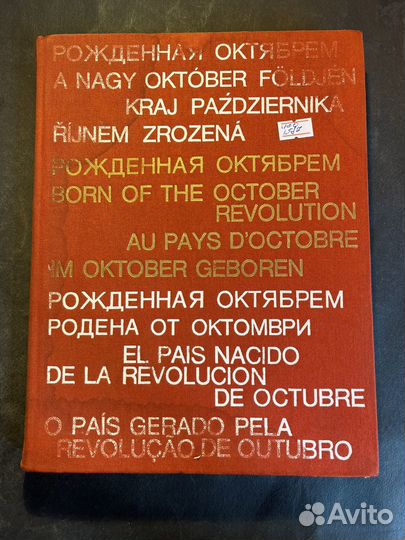 РОЖДЕННАЯ ОКТЯБРЕМ
A NAGY OKTÓBER FÖLDJÉN
KRAJ PAŹDZIERNIKA
ŘÍJNEM ZROZENÁ
РОЖДЕННАЯ ОКТЯБРЕМ
BORN OF THE OCTOBER
REVOLUTION
AU PAYS D'OCTOBRE
IM OKTOBER GEBOREN
РОЖДЕННАЯ ОКТЯБРЕМ
РОДЕНА ОТ ОКТОМВРИ
EL PAIS NACIDO
DE LA REVOLUCION
DE OCTUBRE
O PAÍS GERADO PELA
REVOLUÇÃO DE OUTUBRO
Avito